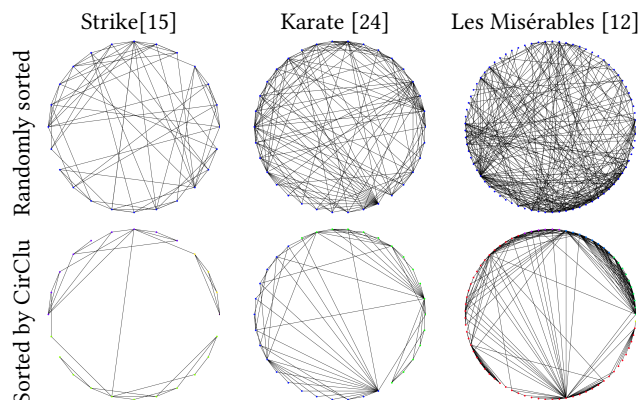 Strike[15] Karate [24] Les Misérables [12]
Randomly sorted
Sorted by CirClu